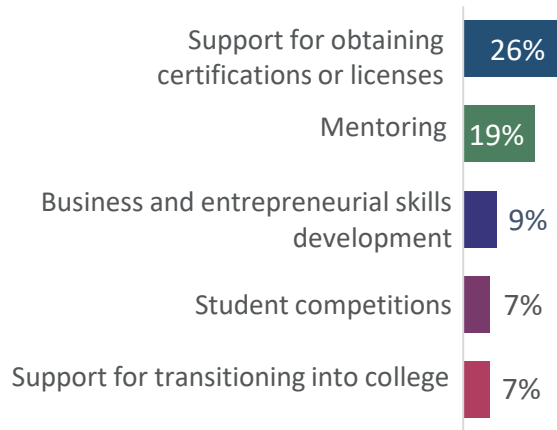 Support for obtaining
certifications or licenses
26%
Mentoring
19%
Business and entrepreneurial skills
development
9%
Student competitions
7%
Support for transitioning into college
7%